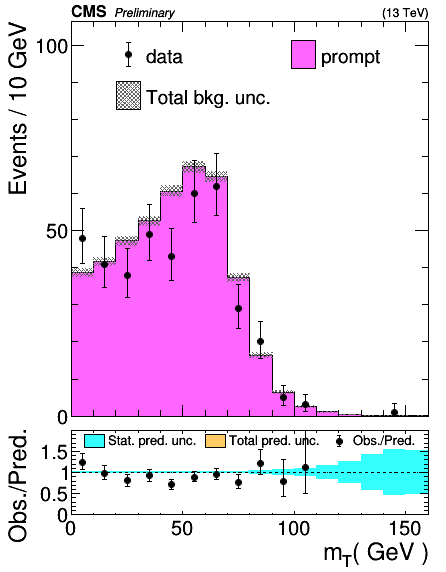 CMS Preliminary (13 TeV)
Events / 10 GeV
100
50
0
data
prompt
Total bkg. unc.
Obs./Pred.
1.5
1
0.5
0
Stat. pred. unc. Total pred. unc. Obs./Pred.
0 50 100 150
m_T( GeV )